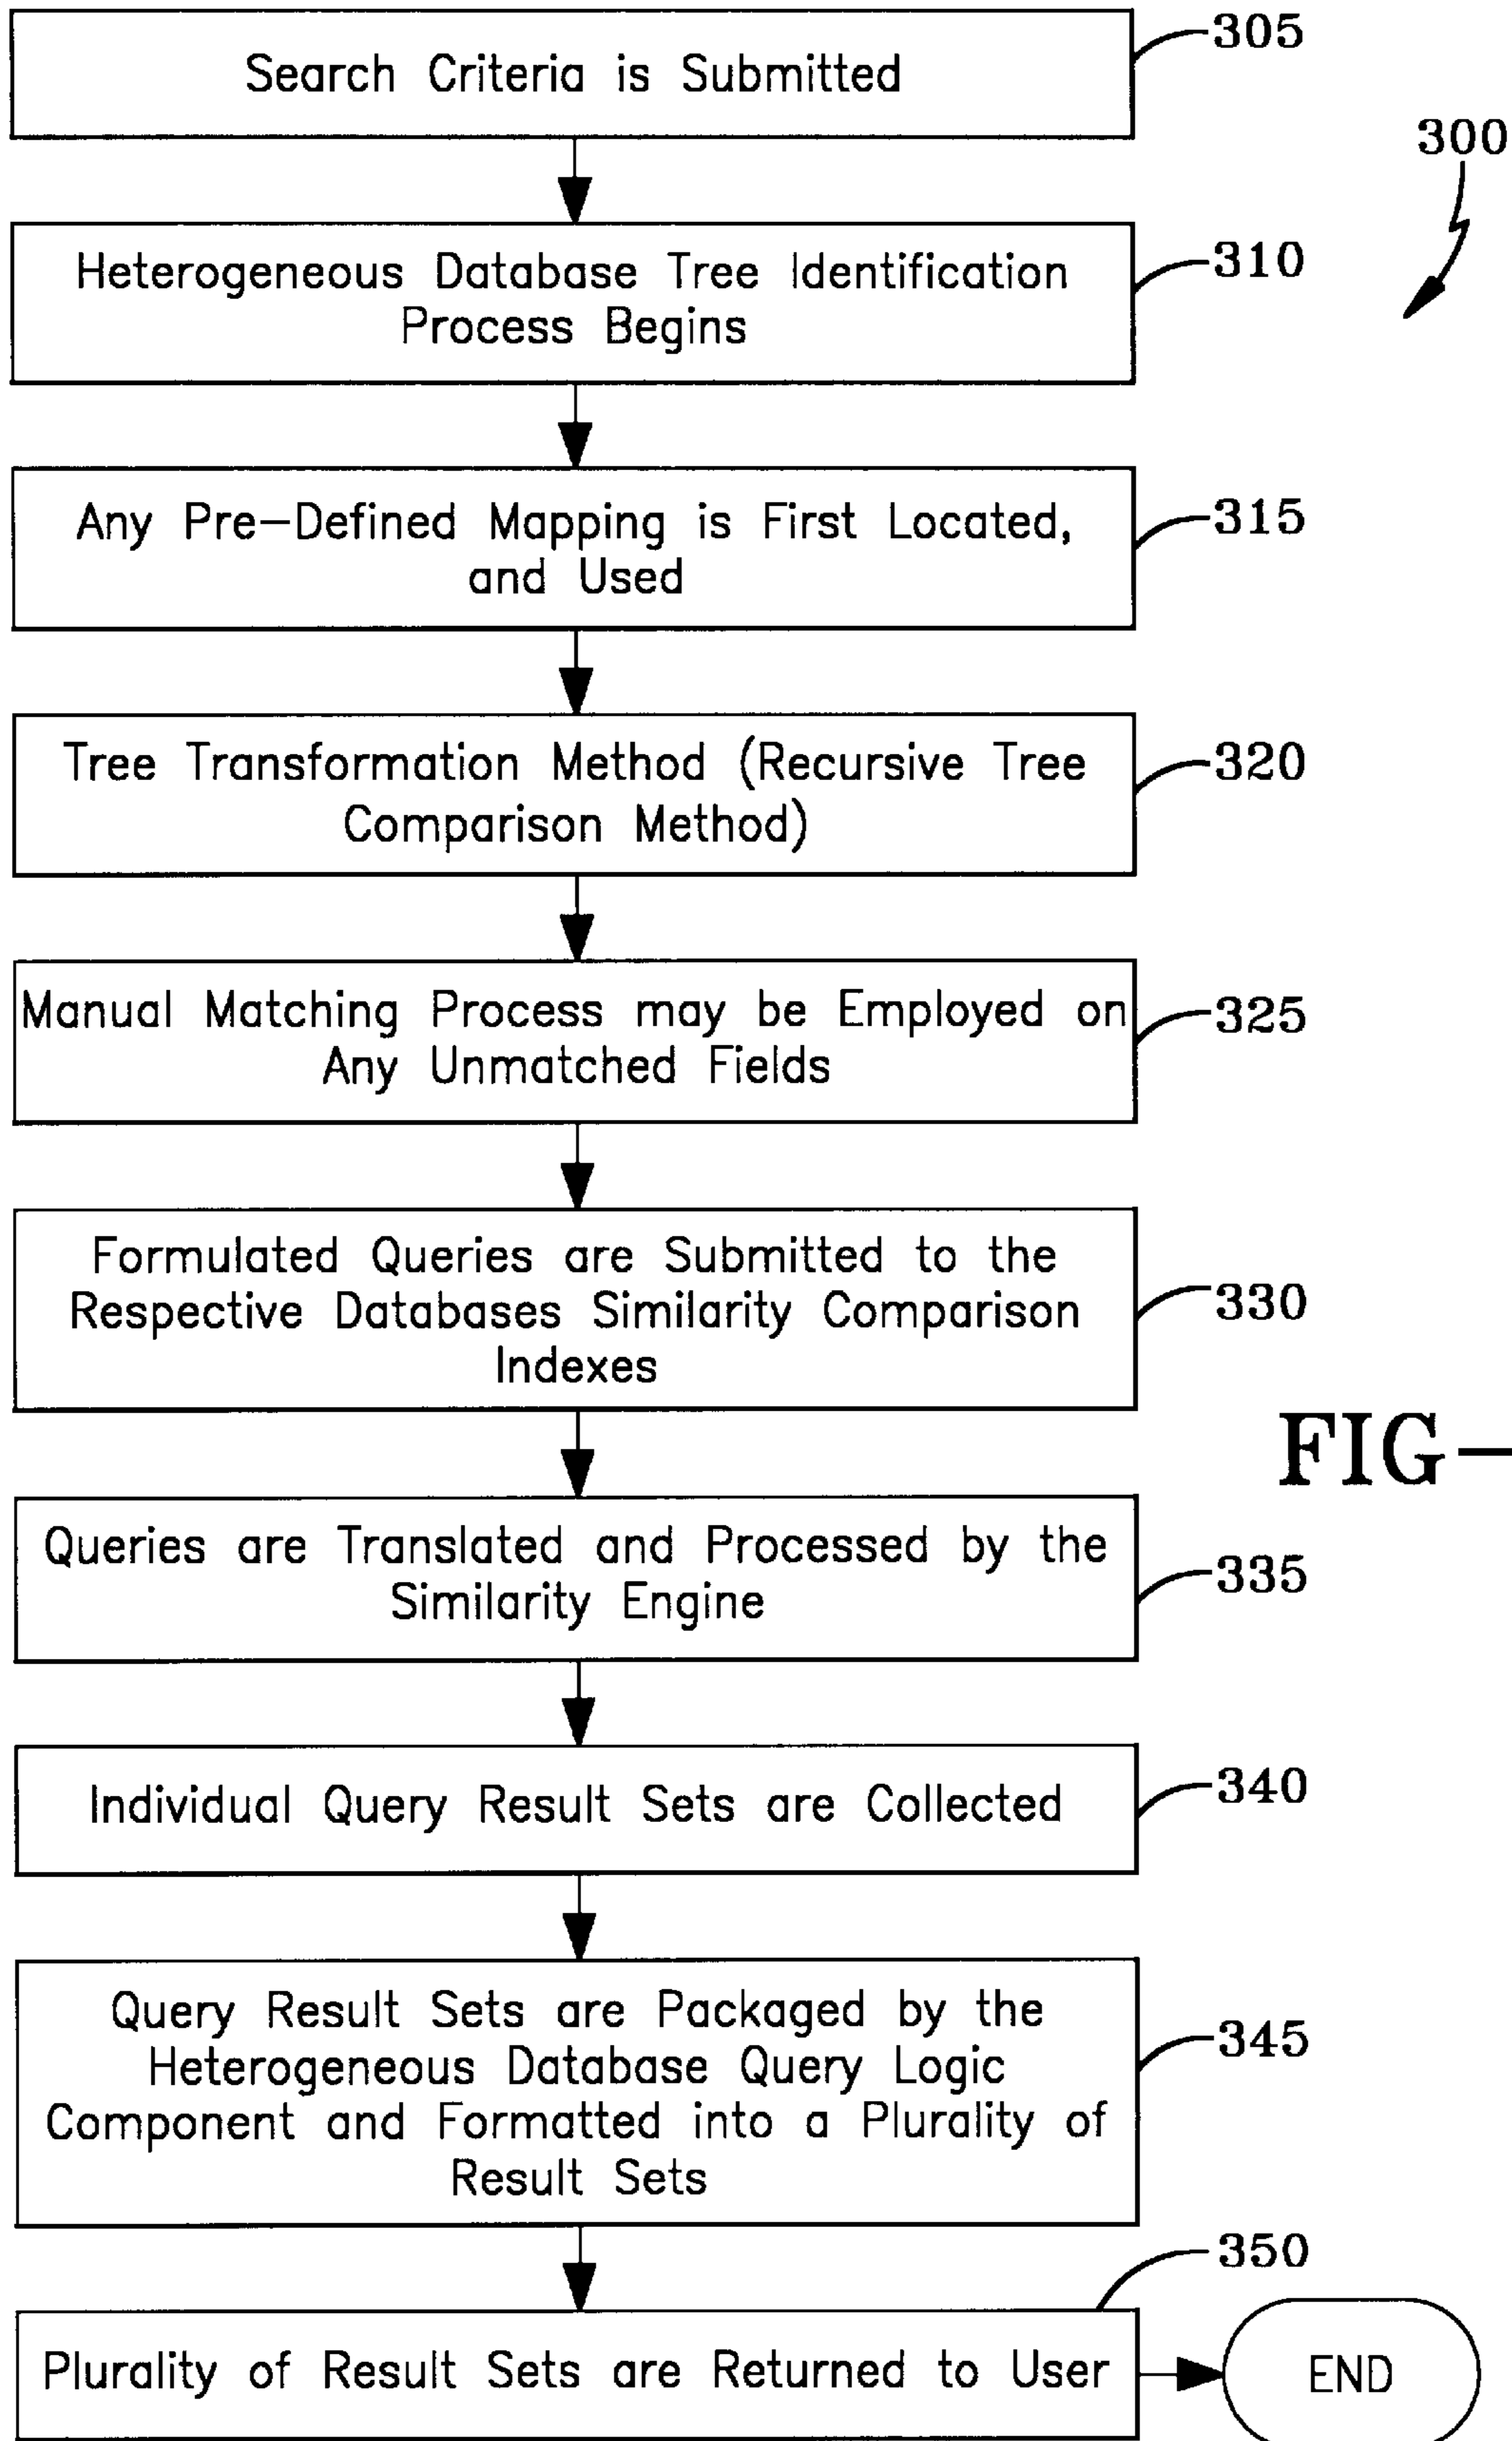 Search Criteria is Submitted
305
300
Heterogeneous Database Tree Identification
Process Begins
310
Any Pre-Defined Mapping is First Located,
and Used
315
Tree Transformation Method (Recursive Tree
Comparison Method)
320
Manual Matching Process may be Employed on
Any Unmatched Fields
325
Formulated Queries are Submitted to the
Respective Databases Similarity Comparison
Indexes
330
FIG-
Queries are Translated and Processed by the
Similarity Engine
335
Individual Query Result Sets are Collected
340
Query Result Sets are Packaged by the
Heterogeneous Database Query Logic
Component and Formatted into a Plurality of
Result Sets
345
350
Plurality of Result Sets are Returned to User
END